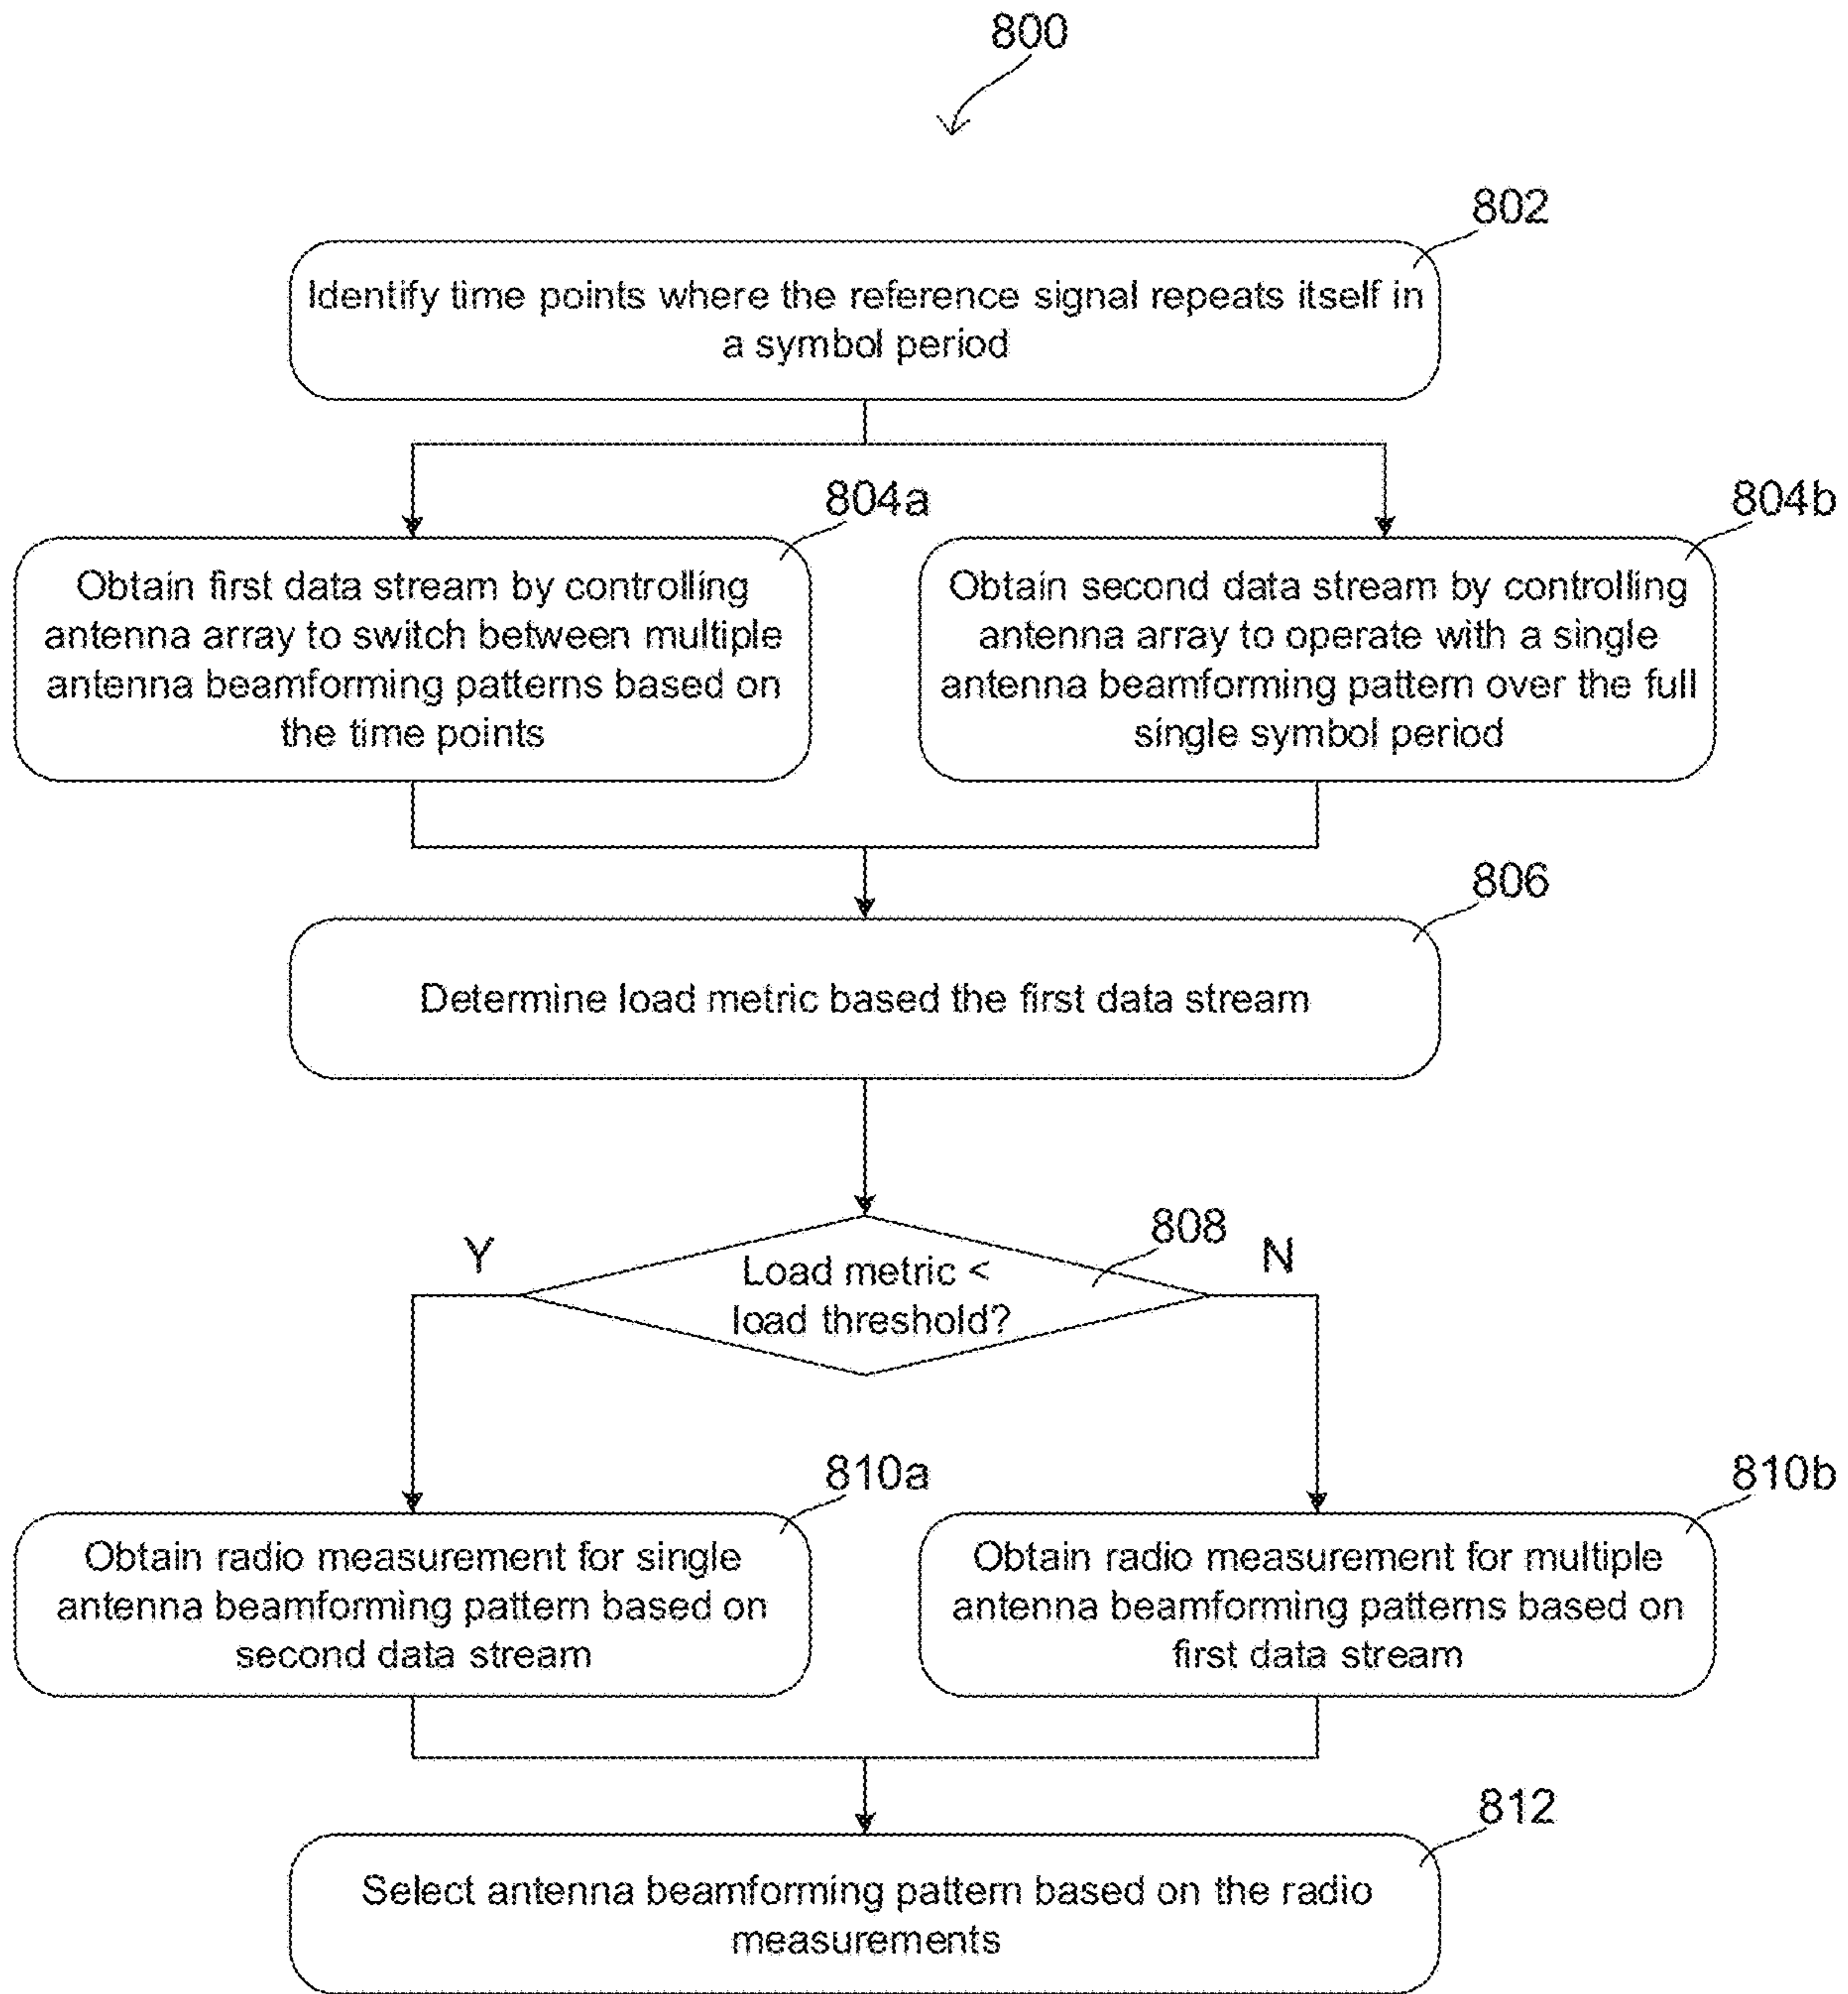 800
802
Identify time points where the reference signal repeats itself in
a symbol period
804a
804b
Obtain first data stream by controlling
antenna array to switch between multiple
antenna beamforming patterns based on
the time points
Obtain second data stream by controlling
antenna array to operate with a single
antenna beamforming pattern over the full
single symbol period
806
Determine load metric based the first data stream
808
Y
N
Load metric <
load threshold?
810a
810b
Obtain radio measurement for single
antenna beamforming pattern based on
second data stream
Obtain radio measurement for multiple
antenna beamforming patterns based on
first data stream
812
Select antenna beamforming pattern based on the radio
measurements